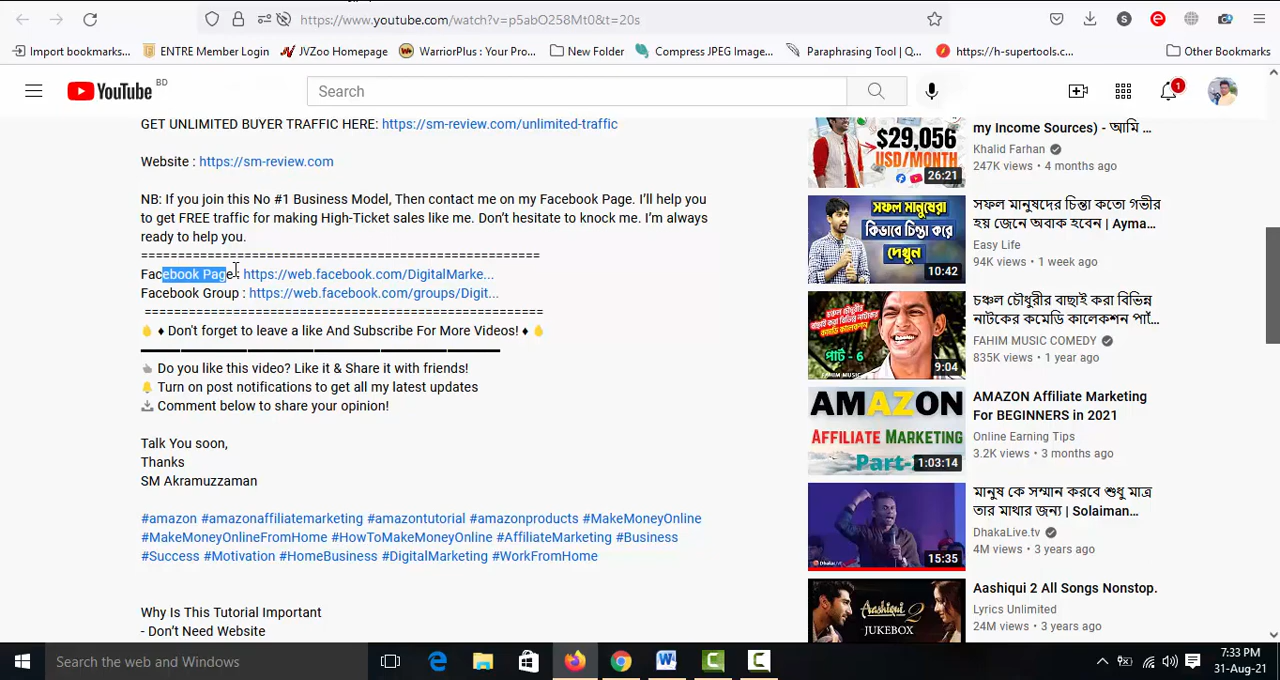 https://www.youtube.com/watch?v=p5abO258Mt0&t=20s
Import bookmarks...
ENTRE Member Login
JVZoo Homepage
WarriorPlus : Your Pro...
New Folder
Compress JPEG Image...
Paraphrasing Tool | Q...
https://h-supertools.c...
Other Bookmarks
YouTube BD
Search
1
GET UNLIMITED BUYER TRAFFIC HERE: https://sm-review.com/unlimited-traffic
Website : https://sm-review.com
NB: If you join this No #1 Business Model, Then contact me on my Facebook Page. I'll help you
to get FREE traffic for making High-Ticket sales like me. Don't hesitate to knock me. I'm always
ready to help you.
===========================================
Facebook Page : https://web.facebook.com/DigitalMarke...
Facebook Group : https://web.facebook.com/groups/Digit...
===========================================
♦ Don't forget to leave a like And Subscribe For More Videos! ♦
Do you like this video? Like it & Share it with friends!
Turn on post notifications to get all my latest updates
Comment below to share your opinion!
Talk You soon,
Thanks
SM Akramuzzaman
#amazon #amazonaffiliatemarketing #amazontutorial #amazonproducts #MakeMoneyOnline
#MakeMoneyOnlineFromHome #HowToMakeMoneyOnline #AffiliateMarketing #Business
#Success #Motivation #HomeBusiness #DigitalMarketing #WorkFromHome
Why Is This Tutorial Important
- Don't Need Website
$29,056
USD/MONTH
26:21
my Income Sources) - আমি ...
Khalid Farhan
247K views • 4 months ago
সফল মানুষেরা
কিভাবে চিন্তা করে
দেখুন
10:42
সফল মানুষদের চিন্তা কতো গভীর
হয় জেনে অবাক হবেন | Ayma...
Easy Life
94K views • 1 week ago
পার্ট - 6
FAHIM MUSIC
9:04
চঞ্চল চৌধুরীর বাছাই করা বিভিন্ন
নাটকের কমেডি কালেকশন পার্ট...
FAHIM MUSIC COMEDY
835K views • 1 year ago
AMAZON
AFFILIATE MARKETING
Part-
1:03:14
AMAZON Affiliate Marketing
For BEGINNERS in 2021
Online Earning Tips
3.2K views • 3 months ago
15:35
মানুষ কে সম্মান করবে শুধু মাত্র
তার মাথার জন্য | Solaiman...
DhakaLive.tv
4M views • 3 years ago
Aashiqui 2
JUKEBOX
Aashiqui 2 All Songs Nonstop.
Lyrics Unlimited
24M views • 3 years ago
Search the web and Windows
7:33 PM
31-Aug-21